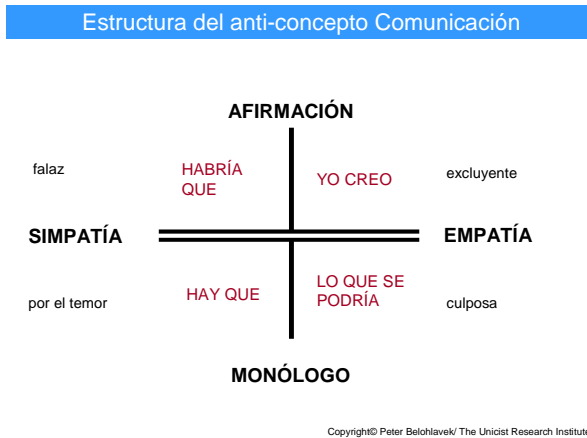 Estructura del anti-concepto Comunicación
AFIRMACIÓN
falaz
HABRÍA
QUE
YO CREO
excluyente
SIMPATÍA
EMPATÍA
por el temor
HAY QUE
LO QUE SE
PODRÍA
culposa
MONÓLOGO
Copyright© Peter Belohlavek/ The Unicist Research Institute